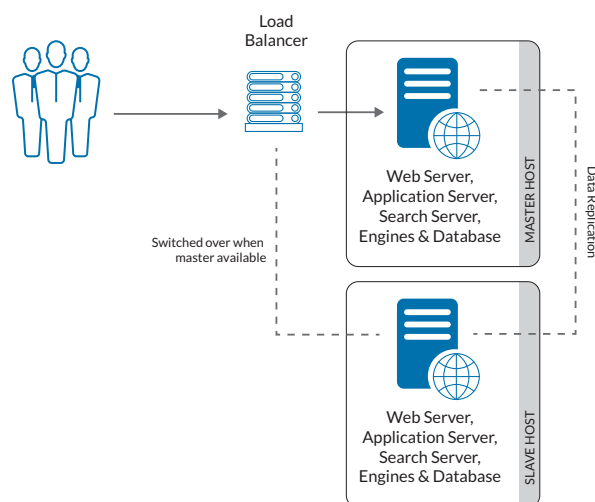 Load
Balancer
Web Server,
Application Server,
Search Server,
Engines & Database
MASTER HOST
Data Replication
Switched over when
master available
Web Server,
Application Server,
Search Server,
Engines & Database
SLAVE HOST